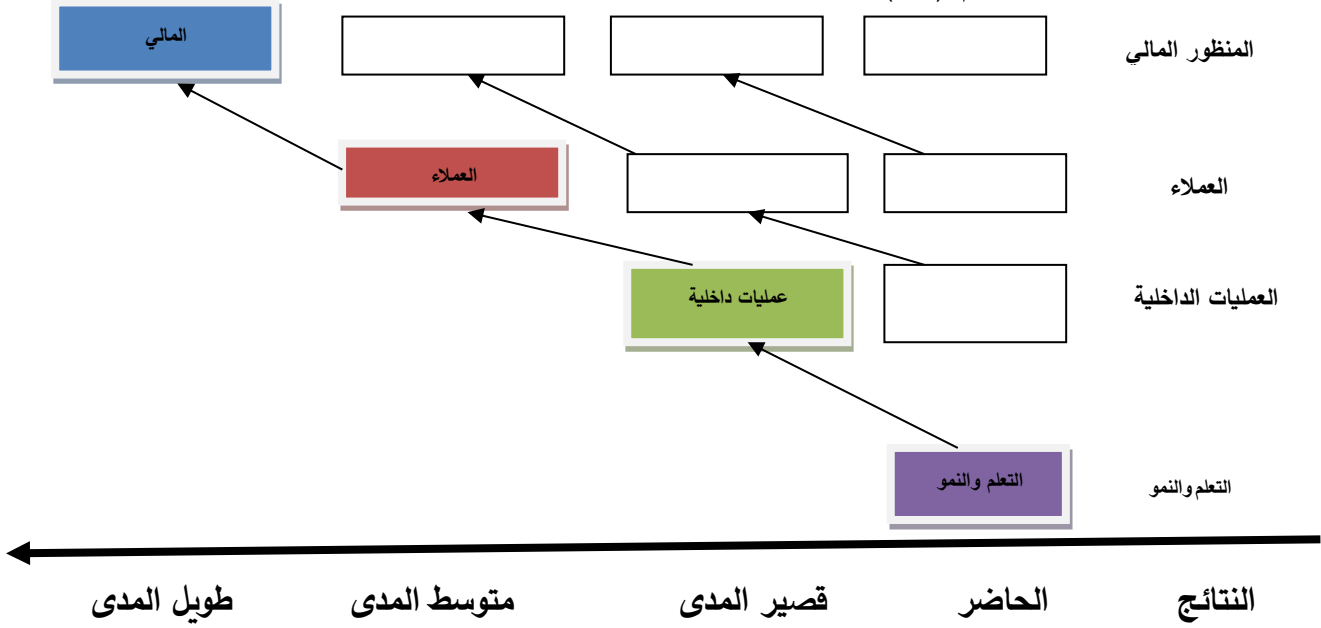 المنظور المالي
المالي
العملاء
العملاء
العمليات الداخلية
عمليات داخلية
التعلم والنمو
التعلم والنمو
النتائج
الحاضر
قصير المدى
متوسط المدى
طويل المدى